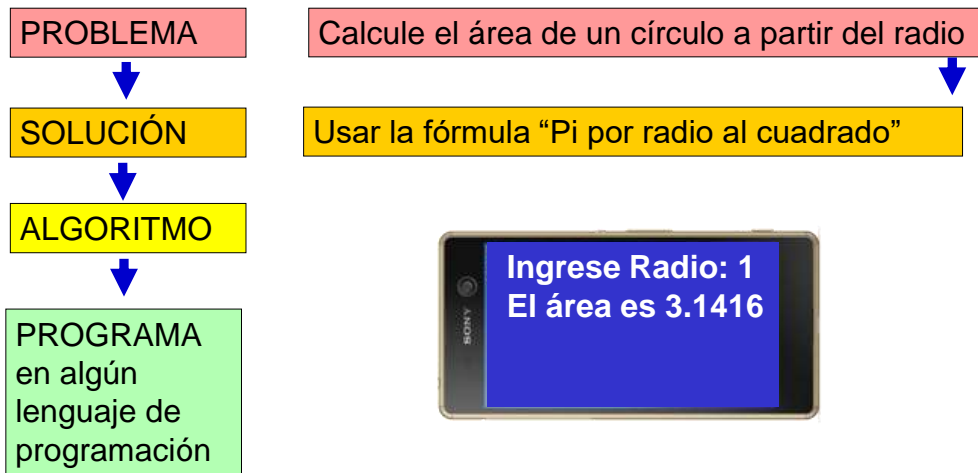 PROBLEMA
Calcule el área de un círculo a partir del radio
SOLUCIÓN
Usar la fórmula “Pi por radio al cuadrado”
ALGORITMO
Ingrese Radio: 1
El área es 3.1416
SONY
PROGRAMA
en algún
lenguaje de
programación